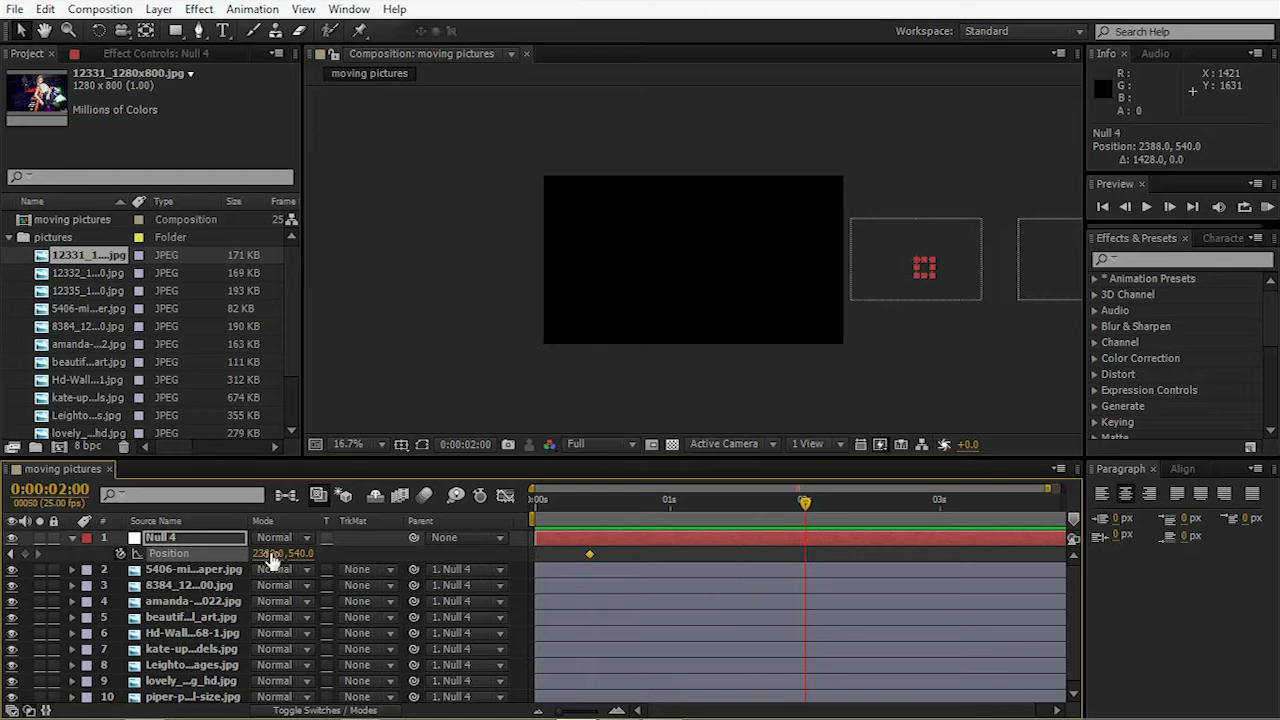 File Edit Composition Layer Effect Animation View Window Help
Workspace: Standard
Search Help
Project Effect Controls: Null 4
Composition: moving pictures
Info Audio
12331_1280x800.jpg
1280 x 800 (1.00)
Millions of Colors
moving pictures
R :
G :
B :
A : 0
X : 1421
Y : 1631
Null 4
Position: 2388.0, 540.0
Δ: 1428.0, 0.0
Preview
Name Type Size Frame
moving pictures Composition 25
pictures Folder
12331_1....jpg JPEG 171 KB
12332_1...0.jpg JPEG 169 KB
12335_1...0.jpg JPEG 193 KB
5406-mi...er.jpg JPEG 82 KB
8384_12...0.jpg JPEG 190 KB
amanda-...2.jpg JPEG 163 KB
beautif...art.jpg JPEG 111 KB
Hd-Wall...1.jpg JPEG 312 KB
kate-up...ls.jpg JPEG 674 KB
Leighto...s.jpg JPEG 355 KB
lovely_...hd.jpg JPEG 279 KB
8 bpc
Effects & Presets Characte
* Animation Presets
3D Channel
Audio
Blur & Sharpen
Channel
Color Correction
Distort
Expression Controls
Generate
Keying
Matte
16.7% 0:00:02:00 Full Active Camera 1 View +0.0
moving pictures
0:00:02:00
00050 (25.00 fps)
:00s 01s 03s
Paragraph Align
0 px 0 px 0 px
0 px 0 px
# Source Name Mode T TrkMat Parent
1 Null 4 Normal None
Position
2 5406-mi...aper.jpg Normal None 1. Null 4
3 8384_12...00.jpg Normal None 1. Null 4
4 amanda-...022.jpg Normal None 1. Null 4
5 beautif...l_art.jpg Normal None 1. Null 4
6 Hd-Wall...68-1.jpg Normal None 1. Null 4
7 kate-up...dels.jpg Normal None 1. Null 4
8 Leighto...ages.jpg Normal None 1. Null 4
9 lovely_...g_hd.jpg Normal None 1. Null 4
10 piper-p...l-size.jpg Normal None 1. Null 4
Toggle Switches / Modes